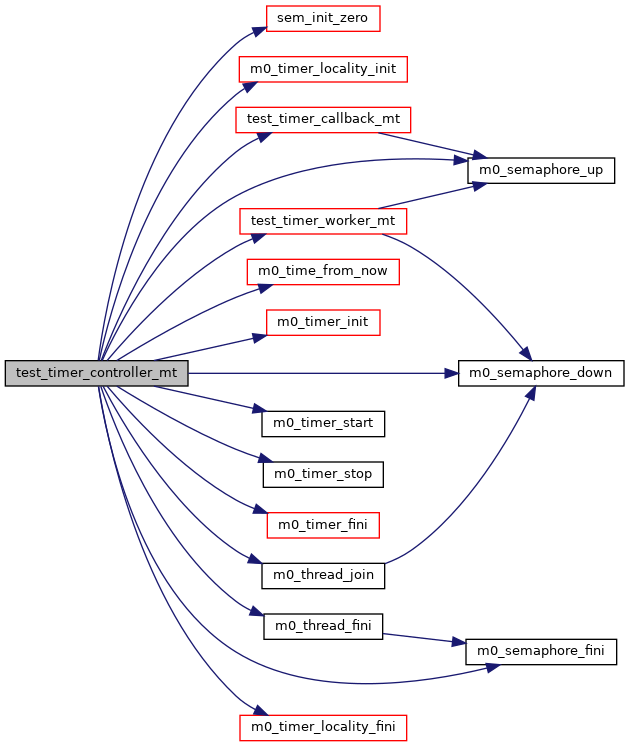 sem_init_zero
m0_timer_locality_init
test_timer_callback_mt
m0_semaphore_up
test_timer_worker_mt
m0_time_from_now
m0_timer_init
test_timer_controller_mt
m0_semaphore_down
m0_timer_start
m0_timer_stop
m0_timer_fini
m0_thread_join
m0_thread_fini
m0_semaphore_fini
m0_timer_locality_fini